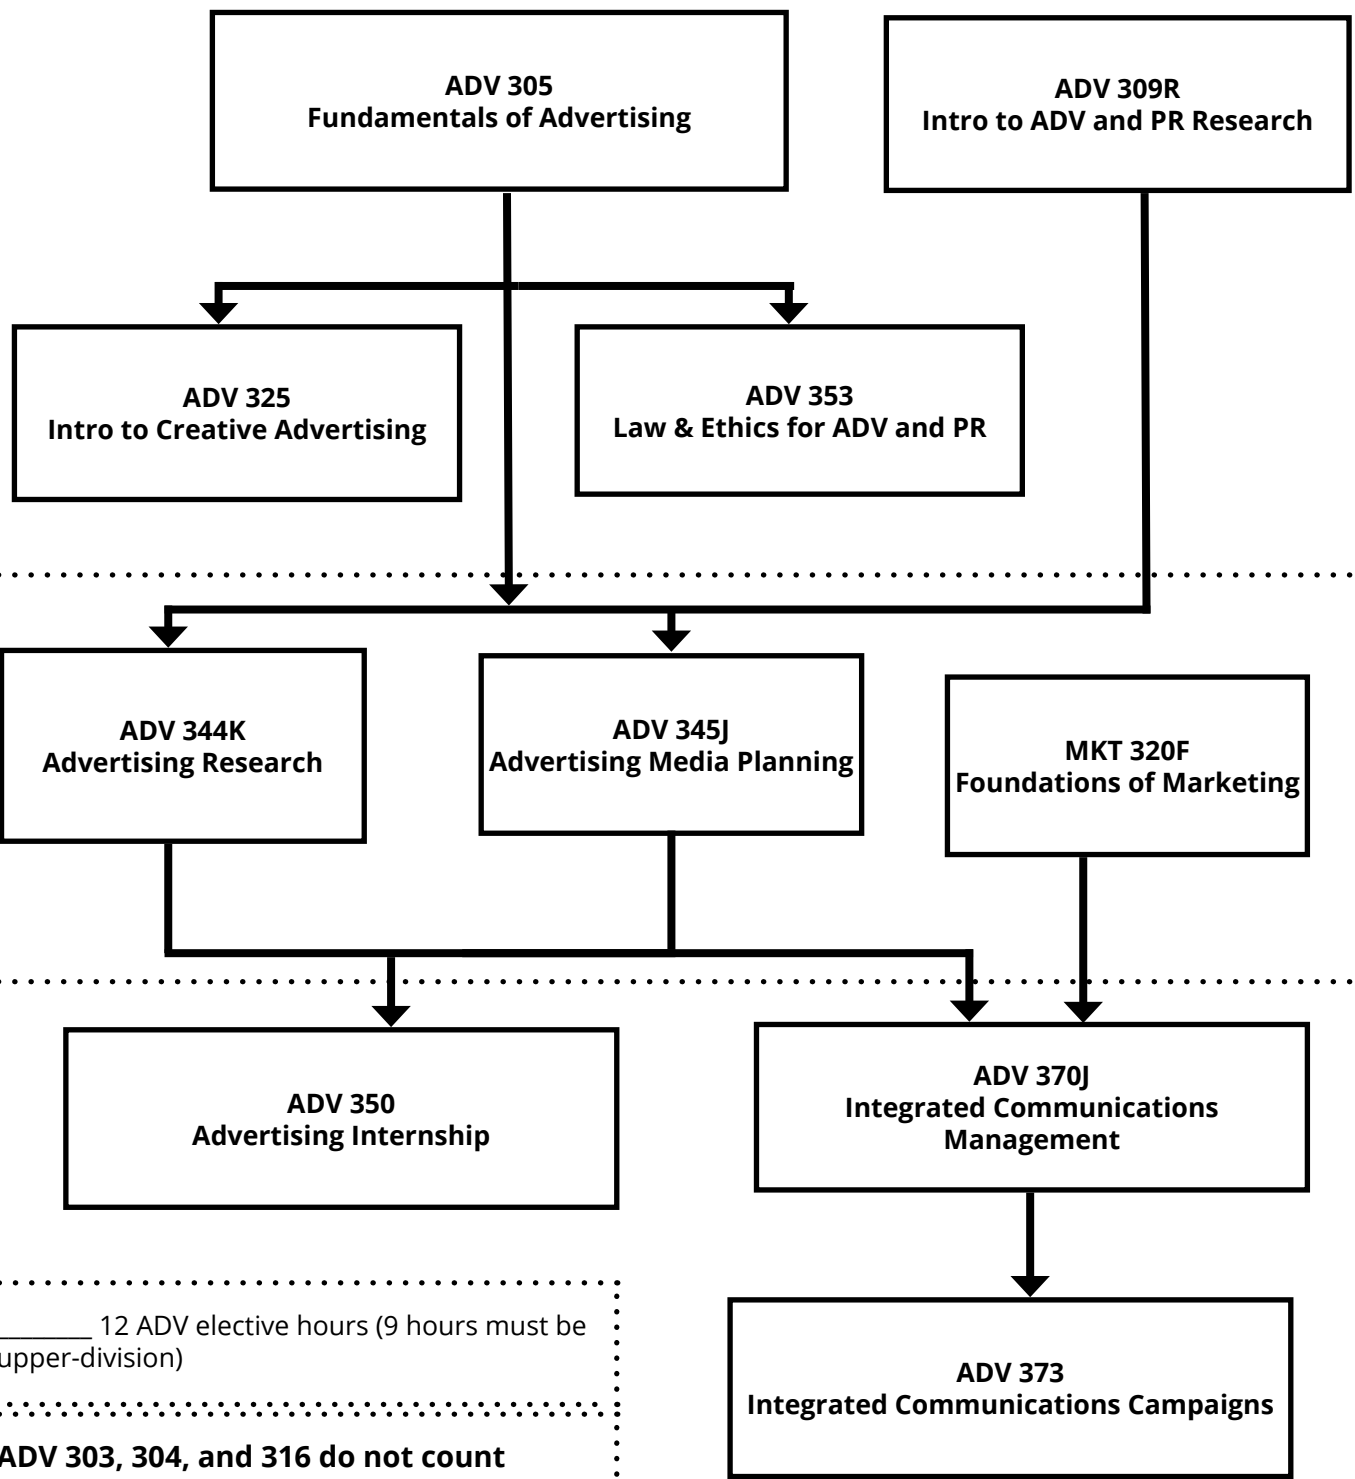 ADV 305
Fundamentals of Advertising
ADV 309R
Intro to ADV and PR Research
ADV 325
Intro to Creative Advertising
ADV 353
Law & Ethics for ADV and PR
ADV 344K
Advertising Research
ADV 345J
Advertising Media Planning
MKT 320F
Foundations of Marketing
ADV 350
Advertising Internship
ADV 370J
Integrated Communications
Management
________ 12 ADV elective hours (9 hours must be
upper-division)
ADV 373
Integrated Communications Campaigns
ADV 303, 304, and 316 do not count